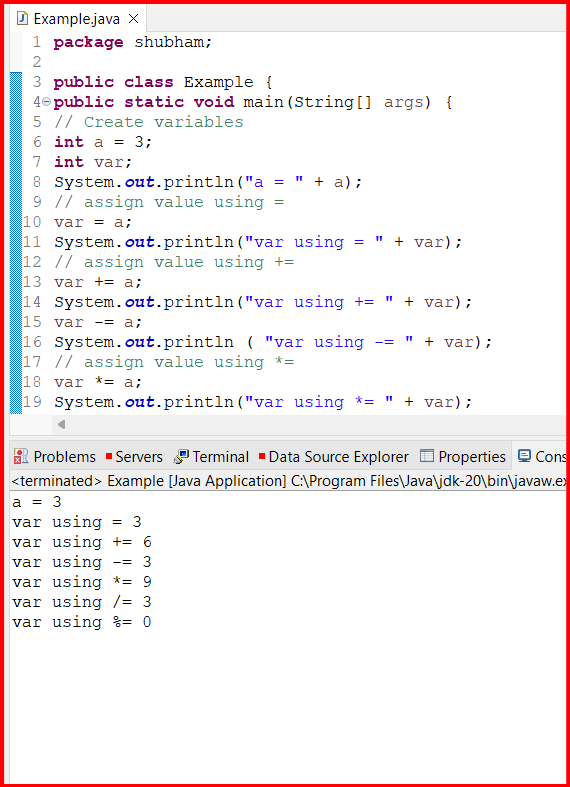 Example.java
1 package shubham;
2
3 public class Example {
4 public static void main(String[] args) {
5 // Create variables
6 int a = 3;
7 int var;
8 System.out.println("a = " + a);
9 // assign value using =
10 var = a;
11 System.out.println("var using = " + var);
12 // assign value using +=
13 var += a;
14 System.out.println("var using += " + var);
15 var -= a;
16 System.out.println ( "var using -= " + var);
17 // assign value using *=
18 var *= a;
19 System.out.println("var using *= " + var);
Problems Servers Terminal Data Source Explorer Properties Cons
<terminated> Example [Java Application] C:\Program Files\Java\jdk-20\bin\javaw.ex
a = 3
var using = 3
var using += 6
var using -= 3
var using *= 9
var using /= 3
var using %= 0